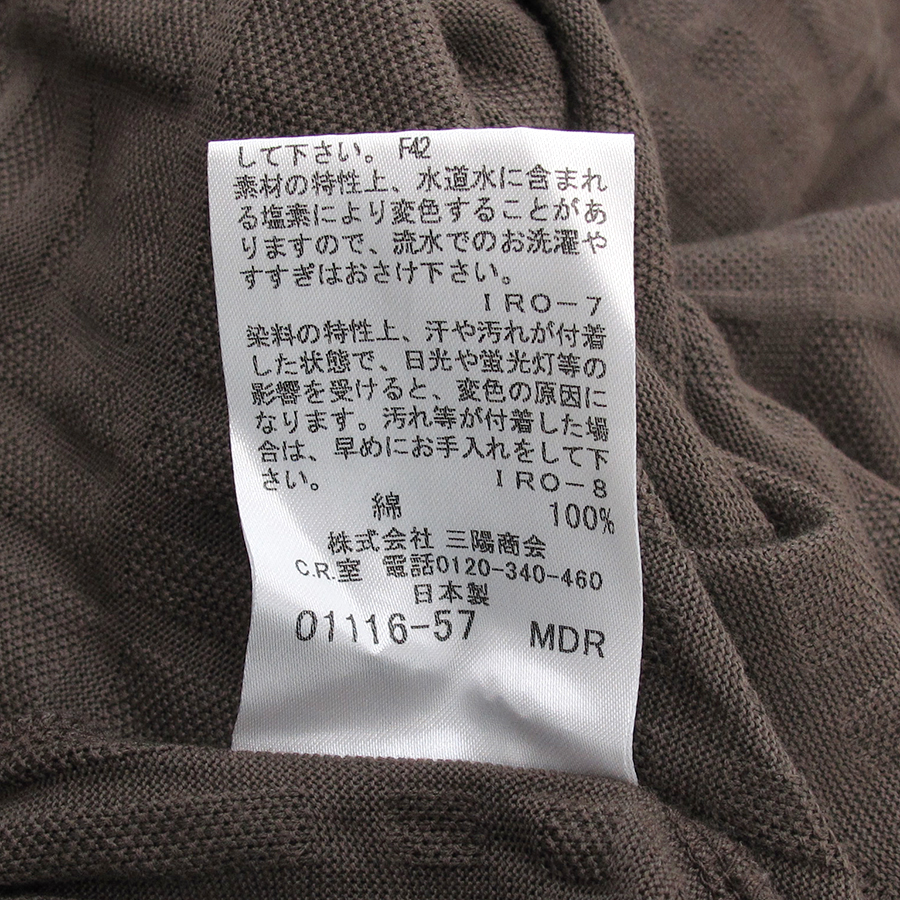 して下さい。 F42
素材の特性上、水道水に含まれ
る塩素により変色することがあ
りますので、流水でのお洗濯や
すすぎはおさけ下さい。
IRO-7
染料の特性上、汗や汚れが付着
した状態で、日光や蛍光灯等の
影響を受けると、変色の原因に
なります。汚れ等が付着した場
合は、早めにお手入れをして下
さい。 IRO-8
綿 100%
株式会社 三陽商会
C.R.室 電話0120-340-460
日本製
01116-57 MDR